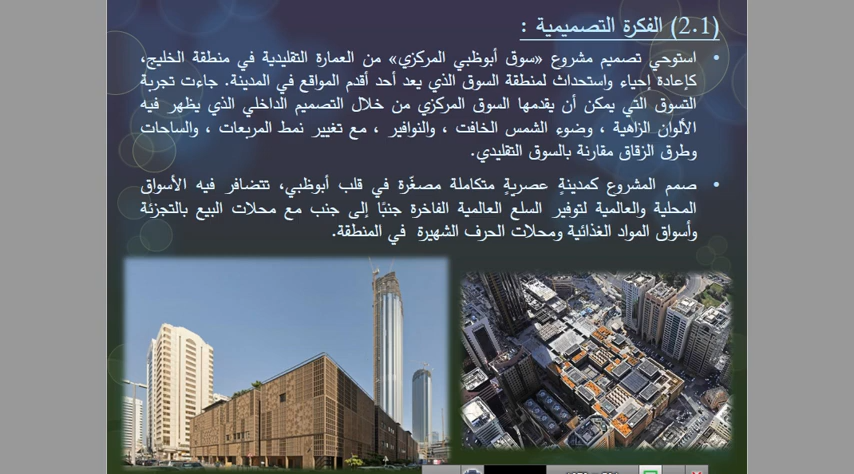 (2.1) الفكرة التصميمية :
• استوحي تصميم مشروع «سوق أبوظبي المركزي» من العمارة التقليدية في منطقة الخليج،
كإعادة إحياء واستحداث لمنطقة السوق الذي يعد أحد أقدم المواقع في المدينة. جاءت تجربة
التسوق التي يمكن أن يقدمها السوق المركزي من خلال التصميم الداخلي الذي يظهر فيه
الألوان الزاهية ، وضوء الشمس الخافت ، والنوافير ، مع تغيير نمط المربعات ، والساحات
وطرق الزقاق مقارنة بالسوق التقليدي.
• صمم المشروع كمدينةٍ عصريةٍ متكاملة مصغّرة في قلب أبوظبي، تتضافر فيه الأسواق
المحلية والعالمية لتوفير السلع العالمية الفاخرة جنبًا إلى جنب مع محلات البيع بالتجزئة
وأسواق المواد الغذائية ومحلات الحرف الشهيرة في المنطقة.